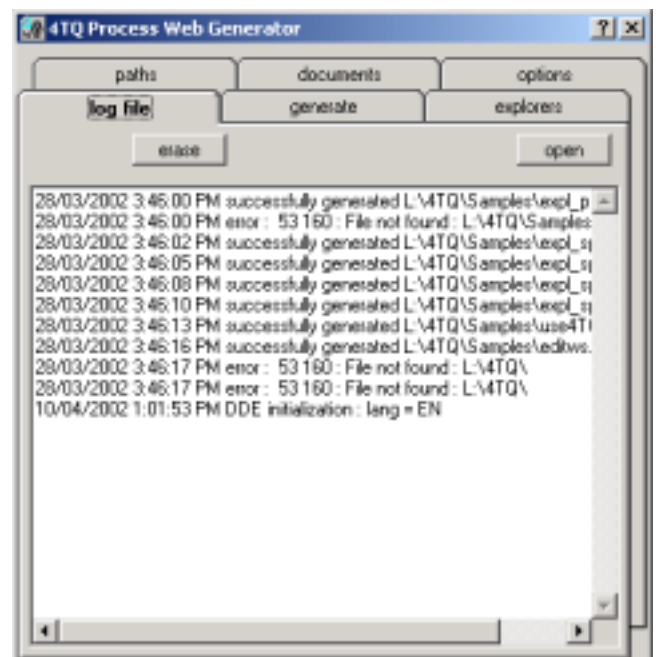 4TQ Process Web Generator
paths documents options
log file generate explorers
erase open
28/03/2002 3:46:00 PM successfully generated L:\4TQ\Samples\expl_p
28/03/2002 3:46:00 PM error : 53 160 : File not found : L:\4TQ\Samples
28/03/2002 3:46:02 PM successfully generated L:\4TQ\Samples\expl_sp
28/03/2002 3:46:05 PM successfully generated L:\4TQ\Samples\expl_sp
28/03/2002 3:46:08 PM successfully generated L:\4TQ\Samples\expl_sp
28/03/2002 3:46:10 PM successfully generated L:\4TQ\Samples\expl_sp
28/03/2002 3:46:13 PM successfully generated L:\4TQ\Samples\use4T
28/03/2002 3:46:16 PM successfully generated L:\4TQ\Samples\editws.
28/03/2002 3:46:17 PM error : 53 160 : File not found : L:\4TQ\
28/03/2002 3:46:17 PM error : 53 160 : File not found : L:\4TQ\
10/04/2002 1:01:53 PM DDE initialization : lang = EN